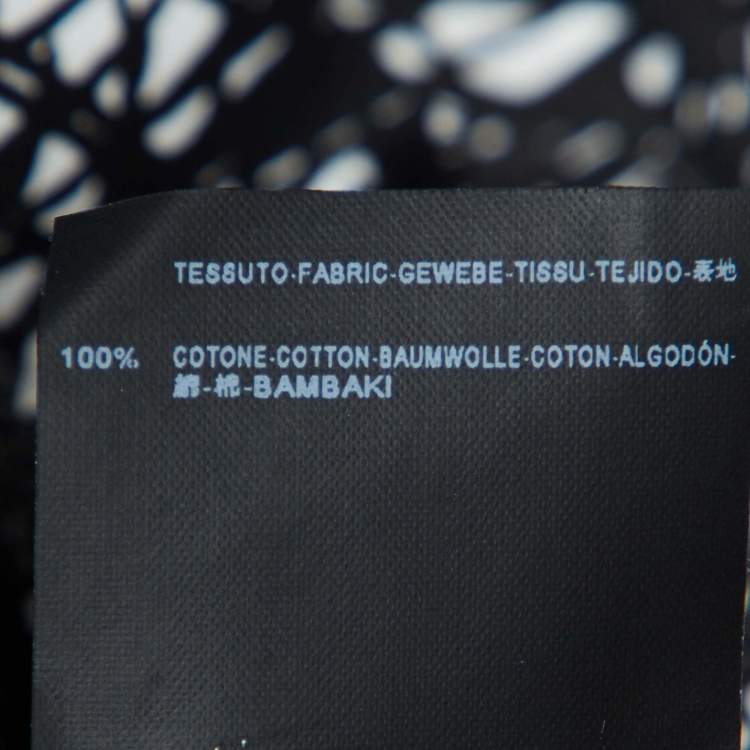 TESSUTO-FABRIC-GEWEBE-TISSU-TEJIDO-表地
100% COTONE-COTTON-BAUMWOLLE-COTON-ALGODÓN-
綿-棉-BAMBAKI